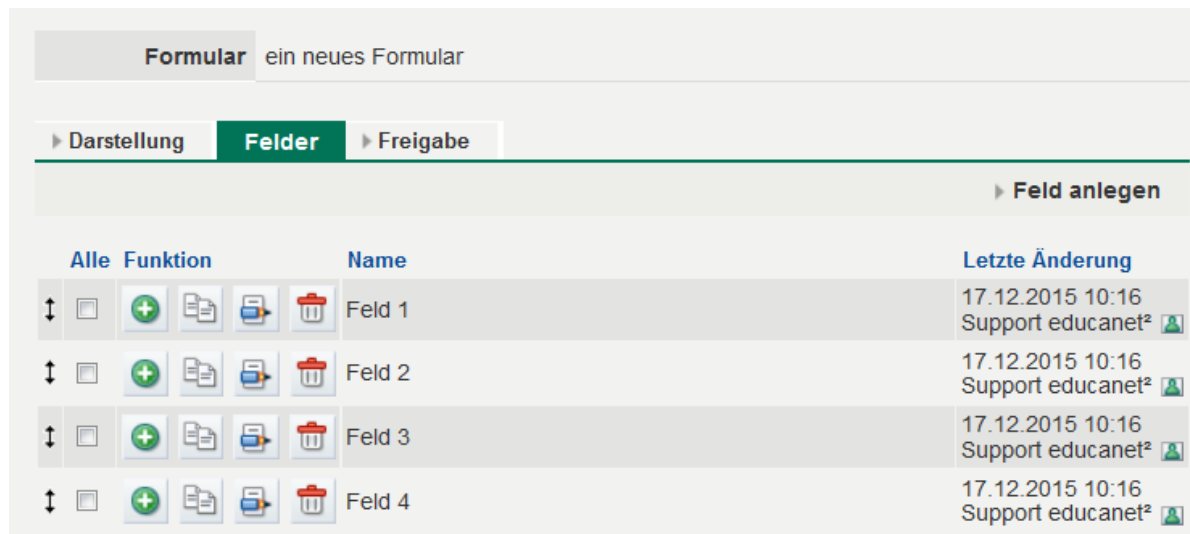 Formular ein neues Formular
Darstellung Felder Freigabe
Feld anlegen
Alle Funktion Name Letzte Änderung
Feld 1 17.12.2015 10:16
Support educanet²
Feld 2 17.12.2015 10:16
Support educanet²
Feld 3 17.12.2015 10:16
Support educanet²
Feld 4 17.12.2015 10:16
Support educanet²